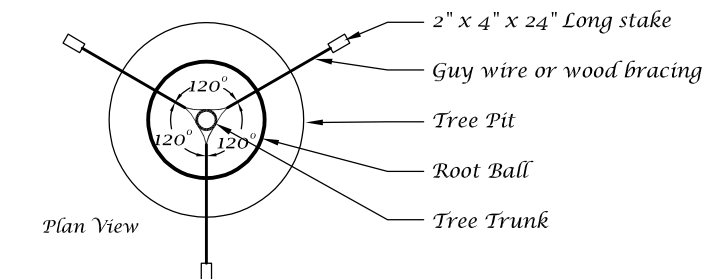 2" x 4" x 24" Long stake
Guy wire or wood bracing
120°
Tree Pit
120° 120°
Root Ball
Tree Trunk
Plan View